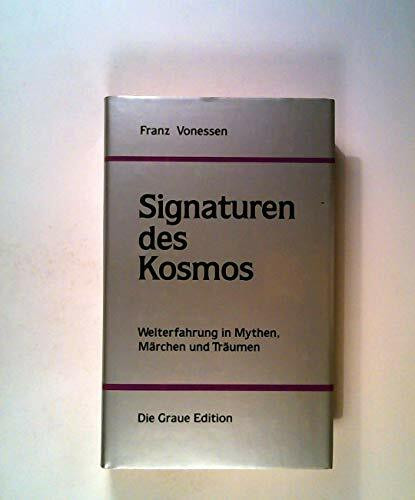 Franz Vonessen
Signaturen
des
Kosmos
Welterfahrung in Mythen,
Märchen und Träumen
Die Graue Edition